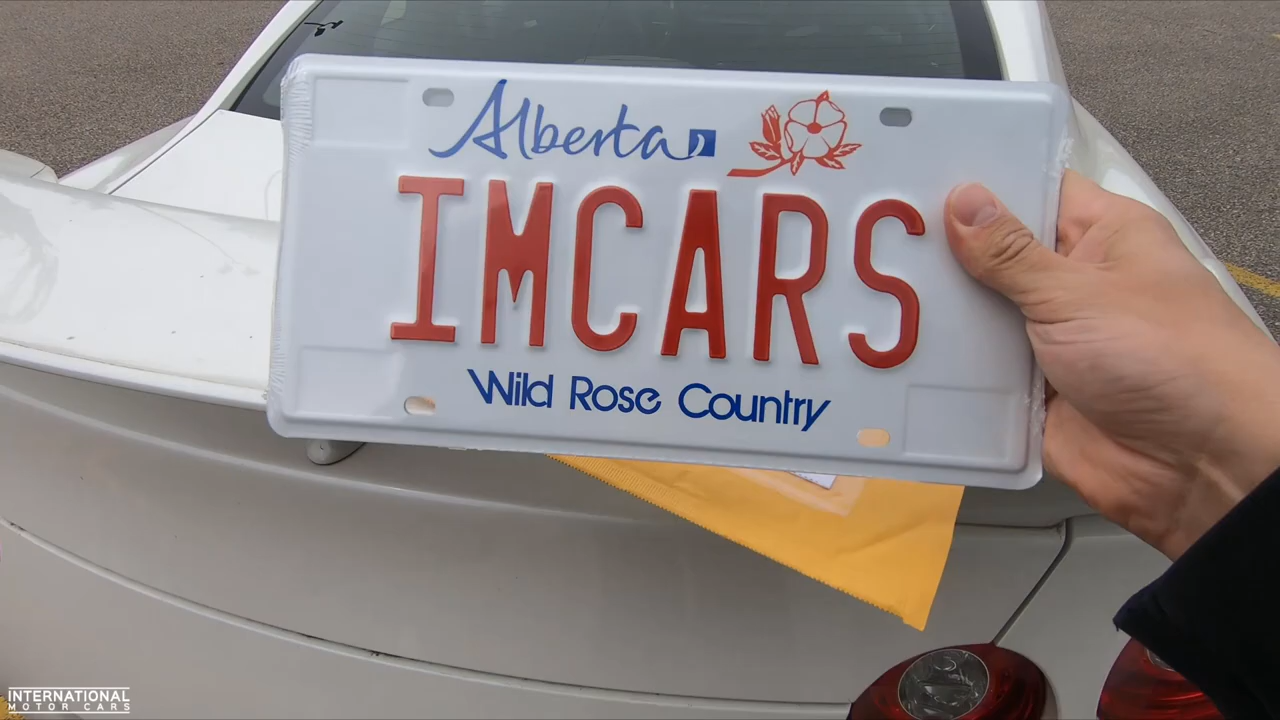 Alberta
IMCARS
Wild Rose Country
INTERNATIONAL
MOTOR CARS